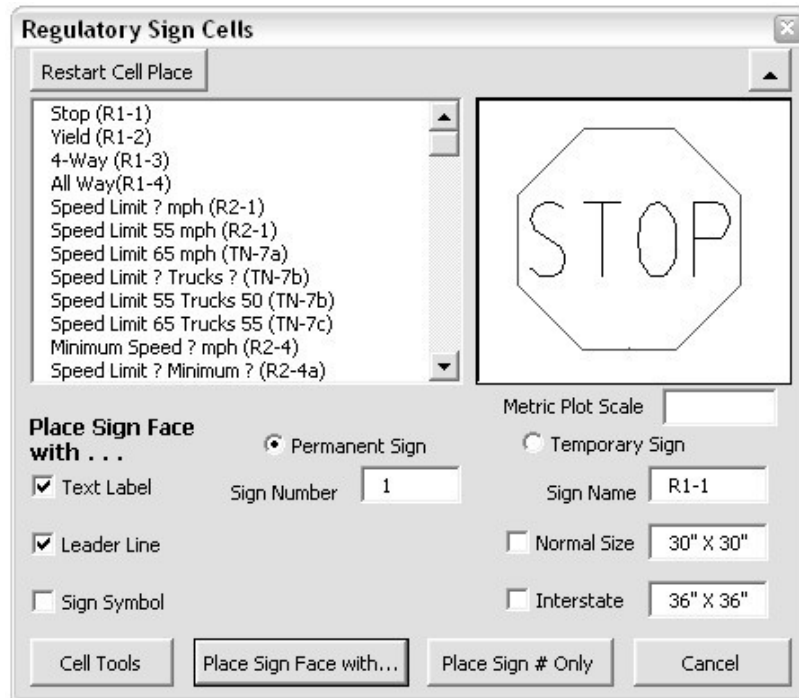 Regulatory Sign Cells
Restart Cell Place
Stop (R1-1)
Yield (R1-2)
4-Way (R1-3)
All Way(R1-4)
Speed Limit ? mph (R2-1)
Speed Limit 55 mph (R2-1)
Speed Limit 65 mph (TN-7a)
Speed Limit ? Trucks ? (TN-7b)
Speed Limit 55 Trucks 50 (TN-7b)
Speed Limit 65 Trucks 55 (TN-7c)
Minimum Speed ? mph (R2-4)
Speed Limit ? Minimum ? (R2-4a)
STOP
Metric Plot Scale
Place Sign Face
with . . .
Permanent Sign
Temporary Sign
Text Label
Sign Number 1
Sign Name R1-1
Leader Line
Normal Size 30" X 30"
Sign Symbol
Interstate 36" X 36"
Cell Tools
Place Sign Face with...
Place Sign # Only
Cancel